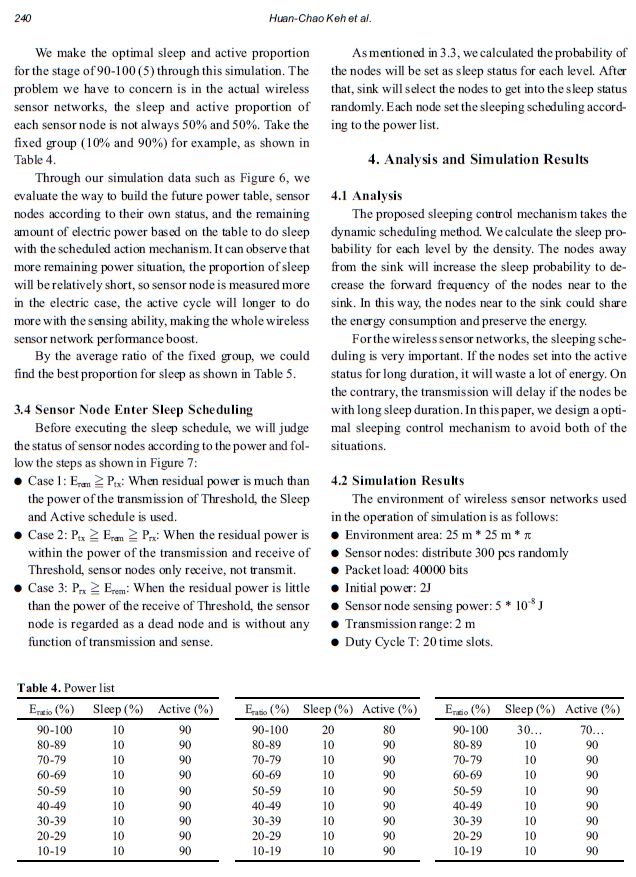 240
Huan-Chao Keh et al.
We make the optimal sleep and active proportion
for the stage of 90-100 (5) through this simulation. The
problem we have to concern is in the actual wireless
sensor networks, the sleep and active proportion of
each sensor node is not always 50% and 50%. Take the
fixed group (10% and 90%) for example, as shown in
Table 4.
Through our simulation data such as Figure 6, we
evaluate the way to build the future power table, sensor
nodes according to their own status, and the remaining
amount of electric power based on the table to do sleep
with the scheduled action mechanism. It can observe that
more remaining power situation, the proportion of sleep
will be relatively short, so sensor node is measured more
in the electric case, the active cycle will longer to do
more with the sensing ability, making the whole wireless
sensor network performance boost.
By the average ratio of the fixed group, we could
find the best proportion for sleep as shown in Table 5.
3.4 Sensor Node Enter Sleep Scheduling
Before executing the sleep schedule, we will judge
the status of sensor nodes according to the power and fol-
low the steps as shown in Figure 7:
● Case 1: Erem ≧ Ptx: When residual power is much than
the power of the transmission of Threshold, the Sleep
and Active schedule is used.
● Case 2: Ptx ≧ Erem ≧ Prx: When the residual power is
within the power of the transmission and receive of
Threshold, sensor nodes only receive, not transmit.
● Case 3: Prx ≧ Erem: When the residual power is little
than the power of the receive of Threshold, the sensor
node is regarded as a dead node and is without any
function of transmission and sense.
As mentioned in 3.3, we calculated the probability of
the nodes will be set as sleep status for each level. After
that, sink will select the nodes to get into the sleep status
randomly. Each node set the sleeping scheduling accord-
ing to the power list.
4. Analysis and Simulation Results
4.1 Analysis
The proposed sleeping control mechanism takes the
dynamic scheduling method. We calculate the sleep pro-
bability for each level by the density. The nodes away
from the sink will increase the sleep probability to de-
crease the forward frequency of the nodes near to the
sink. In this way, the nodes near to the sink could share
the energy consumption and preserve the energy.
For the wireless sensor networks, the sleeping sche-
duling is very important. If the nodes set into the active
status for long duration, it will waste a lot of energy. On
the contrary, the transmission will delay if the nodes be
with long sleep duration. In this paper, we design a opti-
mal sleeping control mechanism to avoid both of the
situations.
4.2 Simulation Results
The environment of wireless sensor networks used
in the operation of simulation is as follows:
● Environment area: 25 m * 25 m * π
● Sensor nodes: distribute 300 pcs randomly
● Packet load: 40000 bits
● Initial power: 2J
● Sensor node sensing power: 5 * 10⁻⁸ J
● Transmission range: 2 m
● Duty Cycle T: 20 time slots.
Table 4. Power list
Eratio (%) Sleep (%) Active (%) Eratio (%) Sleep (%) Active (%) Eratio (%) Sleep (%) Active (%)
90-100 10 90 90-100 20 80 90-100 30… 70…
80-89 10 90 80-89 10 90 80-89 10 90
70-79 10 90 70-79 10 90 70-79 10 90
60-69 10 90 60-69 10 90 60-69 10 90
50-59 10 90 50-59 10 90 50-59 10 90
40-49 10 90 40-49 10 90 40-49 10 90
30-39 10 90 30-39 10 90 30-39 10 90
20-29 10 90 20-29 10 90 20-29 10 90
10-19 10 90 10-19 10 90 10-19 10 90